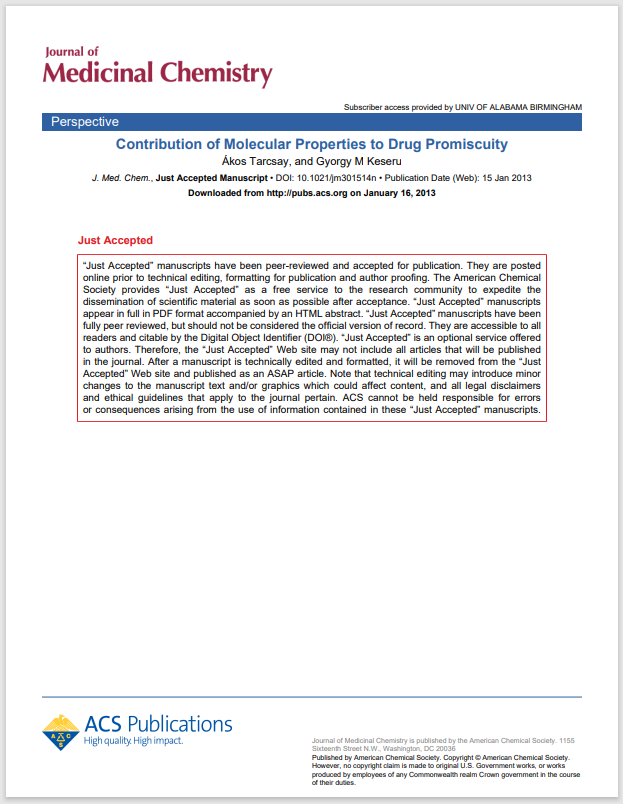 Journal of
Medicinal Chemistry
Subscriber access provided by UNIV OF ALABAMA BIRMINGHAM
Perspective
Contribution of Molecular Properties to Drug Promiscuity
Ákos Tarcsay, and Gyorgy M Keseru
J. Med. Chem., Just Accepted Manuscript • DOI: 10.1021/jm301514n • Publication Date (Web): 15 Jan 2013
Downloaded from http://pubs.acs.org on January 16, 2013
Just Accepted
“Just Accepted” manuscripts have been peer-reviewed and accepted for publication. They are posted
online prior to technical editing, formatting for publication and author proofing. The American Chemical
Society provides “Just Accepted” as a free service to the research community to expedite the
dissemination of scientific material as soon as possible after acceptance. “Just Accepted” manuscripts
appear in full in PDF format accompanied by an HTML abstract. “Just Accepted” manuscripts have been
fully peer reviewed, but should not be considered the official version of record. They are accessible to all
readers and citable by the Digital Object Identifier (DOI®). “Just Accepted” is an optional service offered
to authors. Therefore, the “Just Accepted” Web site may not include all articles that will be published
in the journal. After a manuscript is technically edited and formatted, it will be removed from the “Just
Accepted” Web site and published as an ASAP article. Note that technical editing may introduce minor
changes to the manuscript text and/or graphics which could affect content, and all legal disclaimers
and ethical guidelines that apply to the journal pertain. ACS cannot be held responsible for errors
or consequences arising from the use of information contained in these “Just Accepted” manuscripts.
A C S
ACS Publications
High quality. High impact.
Journal of Medicinal Chemistry is published by the American Chemical Society. 1155
Sixteenth Street N.W., Washington, DC 20036
Published by American Chemical Society. Copyright © American Chemical Society.
However, no copyright claim is made to original U.S. Government works, or works
produced by employees of any Commonwealth realm Crown government in the course
of their duties.